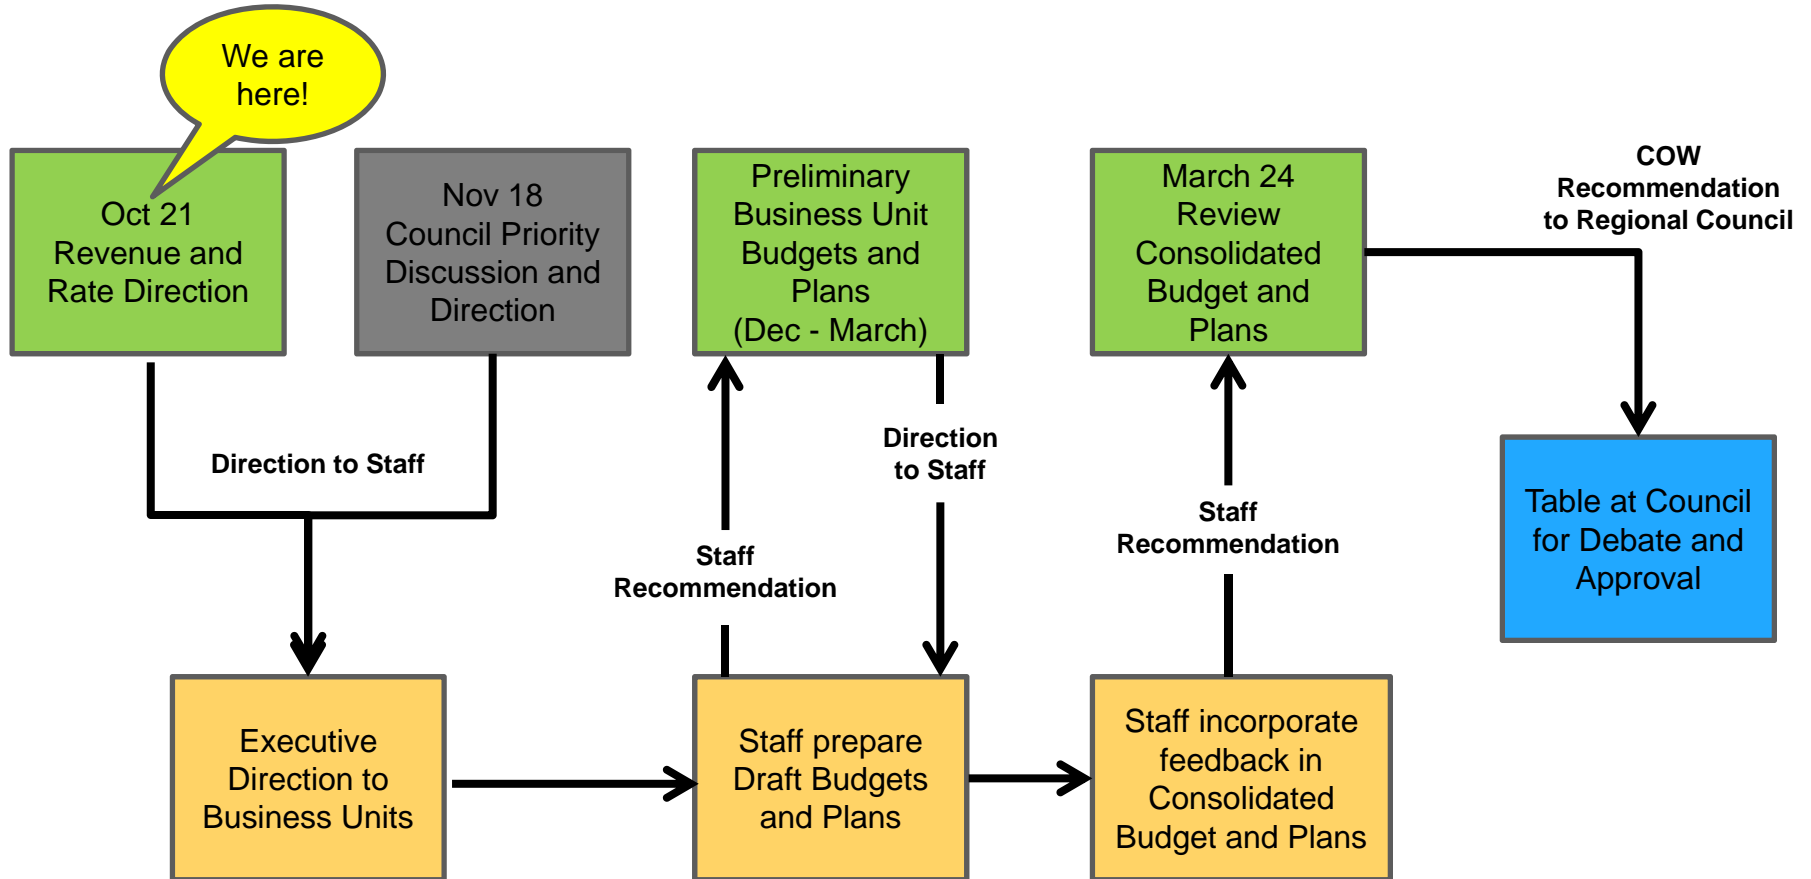 We are
here!
Oct 21
Revenue and
Rate Direction
Nov 18
Council Priority
Discussion and
Direction
Preliminary
Business Unit
Budgets and
Plans
(Dec - March)
March 24
Review
Consolidated
Budget and
Plans
COW
Recommendation
to Regional Council
Direction to Staff
Direction
to Staff
Staff
Recommendation
Staff
Recommendation
Table at Council
for Debate and
Approval
Executive
Direction to
Business Units
Staff prepare
Draft Budgets
and Plans
Staff incorporate
feedback in
Consolidated
Budget and Plans